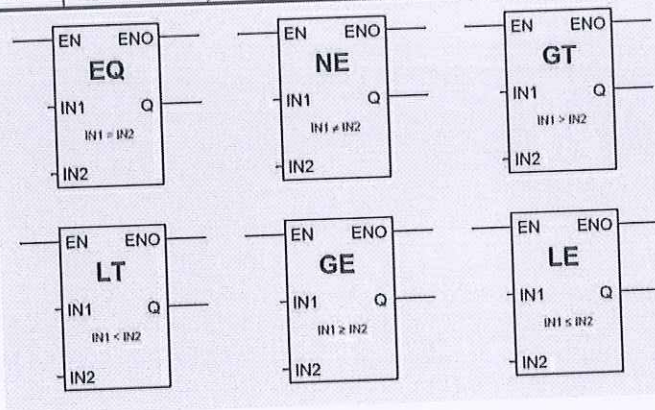 EN ENO
EQ
IN1 Q
IN1 = IN2
IN2
EN ENO
NE
IN1 Q
IN1 ≠ IN2
IN2
EN ENO
GT
IN1 Q
IN1 > IN2
IN2
EN ENO
LT
IN1 Q
IN1 < IN2
IN2
EN ENO
GE
IN1 Q
IN1 ≥ IN2
IN2
EN ENO
LE
IN1 Q
IN1 ≤ IN2
IN2